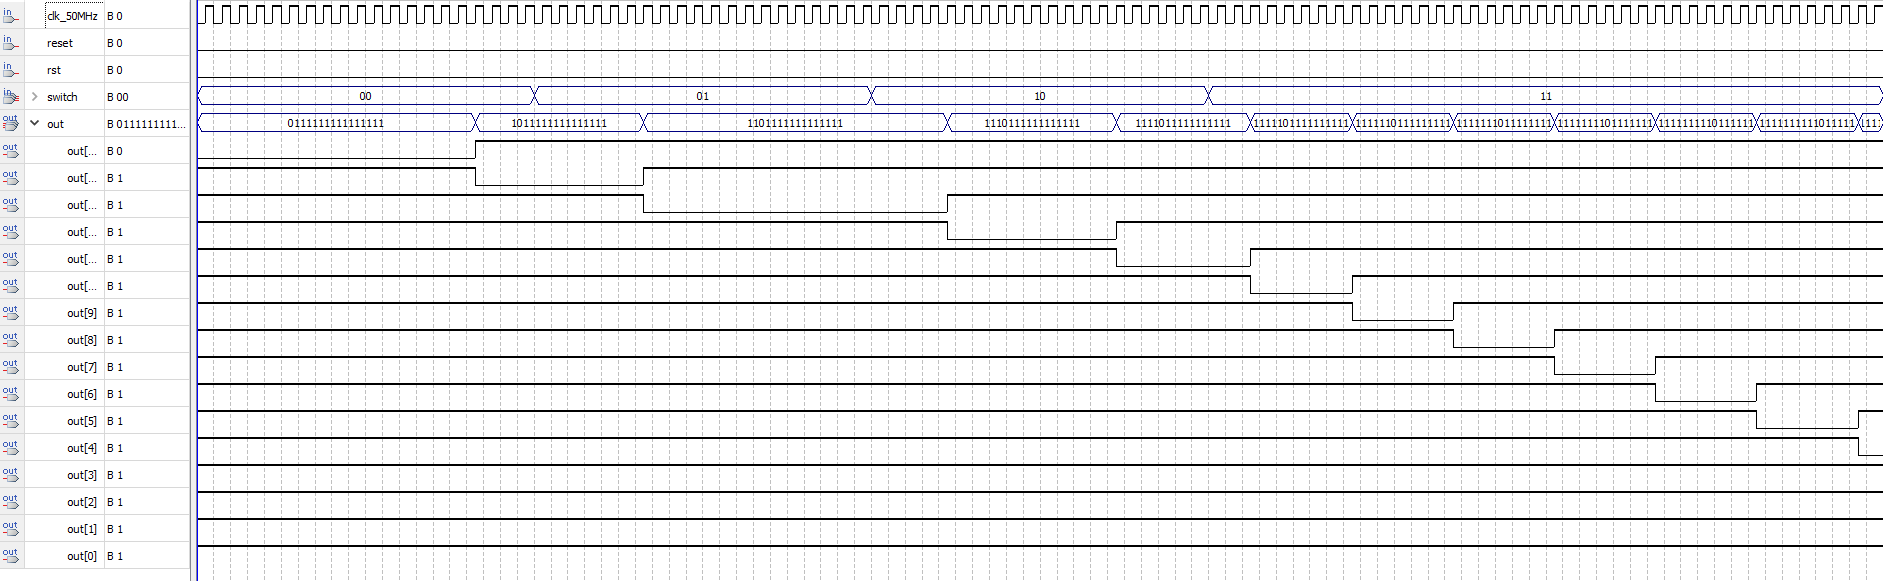 in clk_50MHz B 0
in reset B 0
in rst B 0
in switch B 00 00 01 10 11
out out B 0111111111... 0111111111111111 1011111111111111 1101111111111111 1110111111111111 1111011111111111 1111101111111111 1111110111111111 1111111011111111 1111111101111111 1111111110111111 1111111111011111
out out[... B 0
out out[... B 1
out out[... B 1
out out[... B 1
out out[... B 1
out out[... B 1
out out[9] B 1
out out[8] B 1
out out[7] B 1
out out[6] B 1
out out[5] B 1
out out[4] B 1
out out[3] B 1
out out[2] B 1
out out[1] B 1
out out[0] B 1